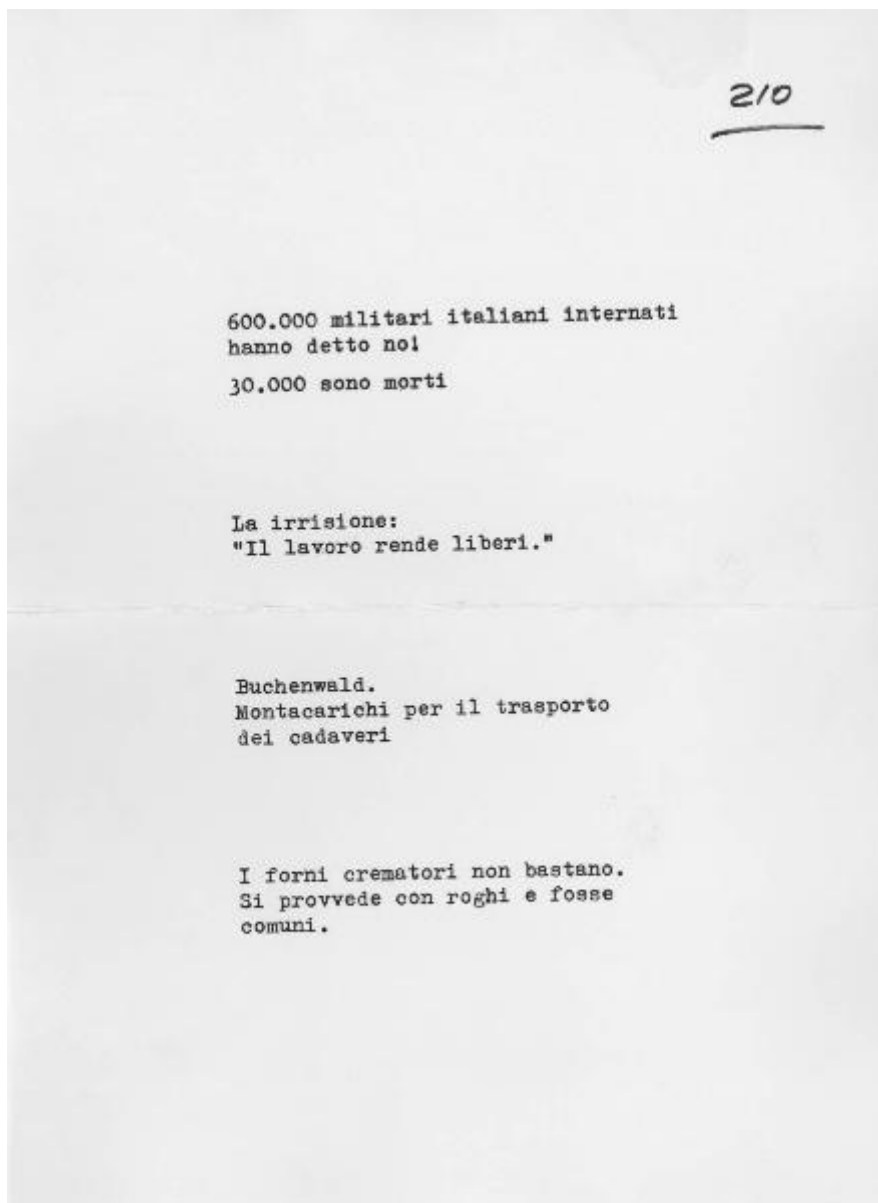 210
600.000 militari italiani internati
hanno detto no!
30.000 sono morti
La irrisione:
"Il lavoro rende liberi."
Buchenwald.
Montacarichi per il trasporto
dei cadaveri
I forni crematori non bastano.
Si provvede con roghi e fosse
comuni.